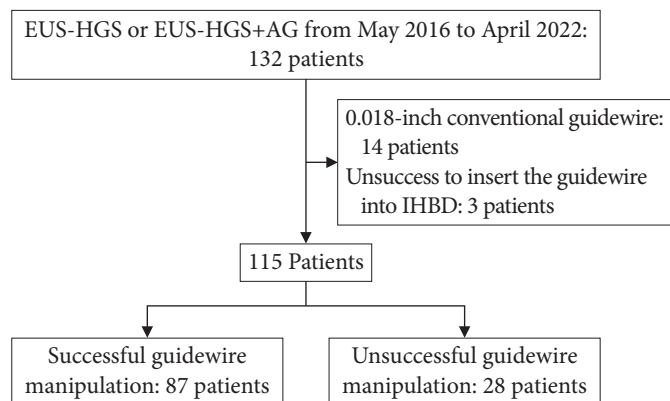 EUS-HGS or EUS-HGS+AG from May 2016 to April 2022:
132 patients
0.018-inch conventional guidewire:
14 patients
Unsuccess to insert the guidewire
into IHBD: 3 patients
115 Patients
Successful guidewire
manipulation: 87 patients
Unsuccessful guidewire
manipulation: 28 patients